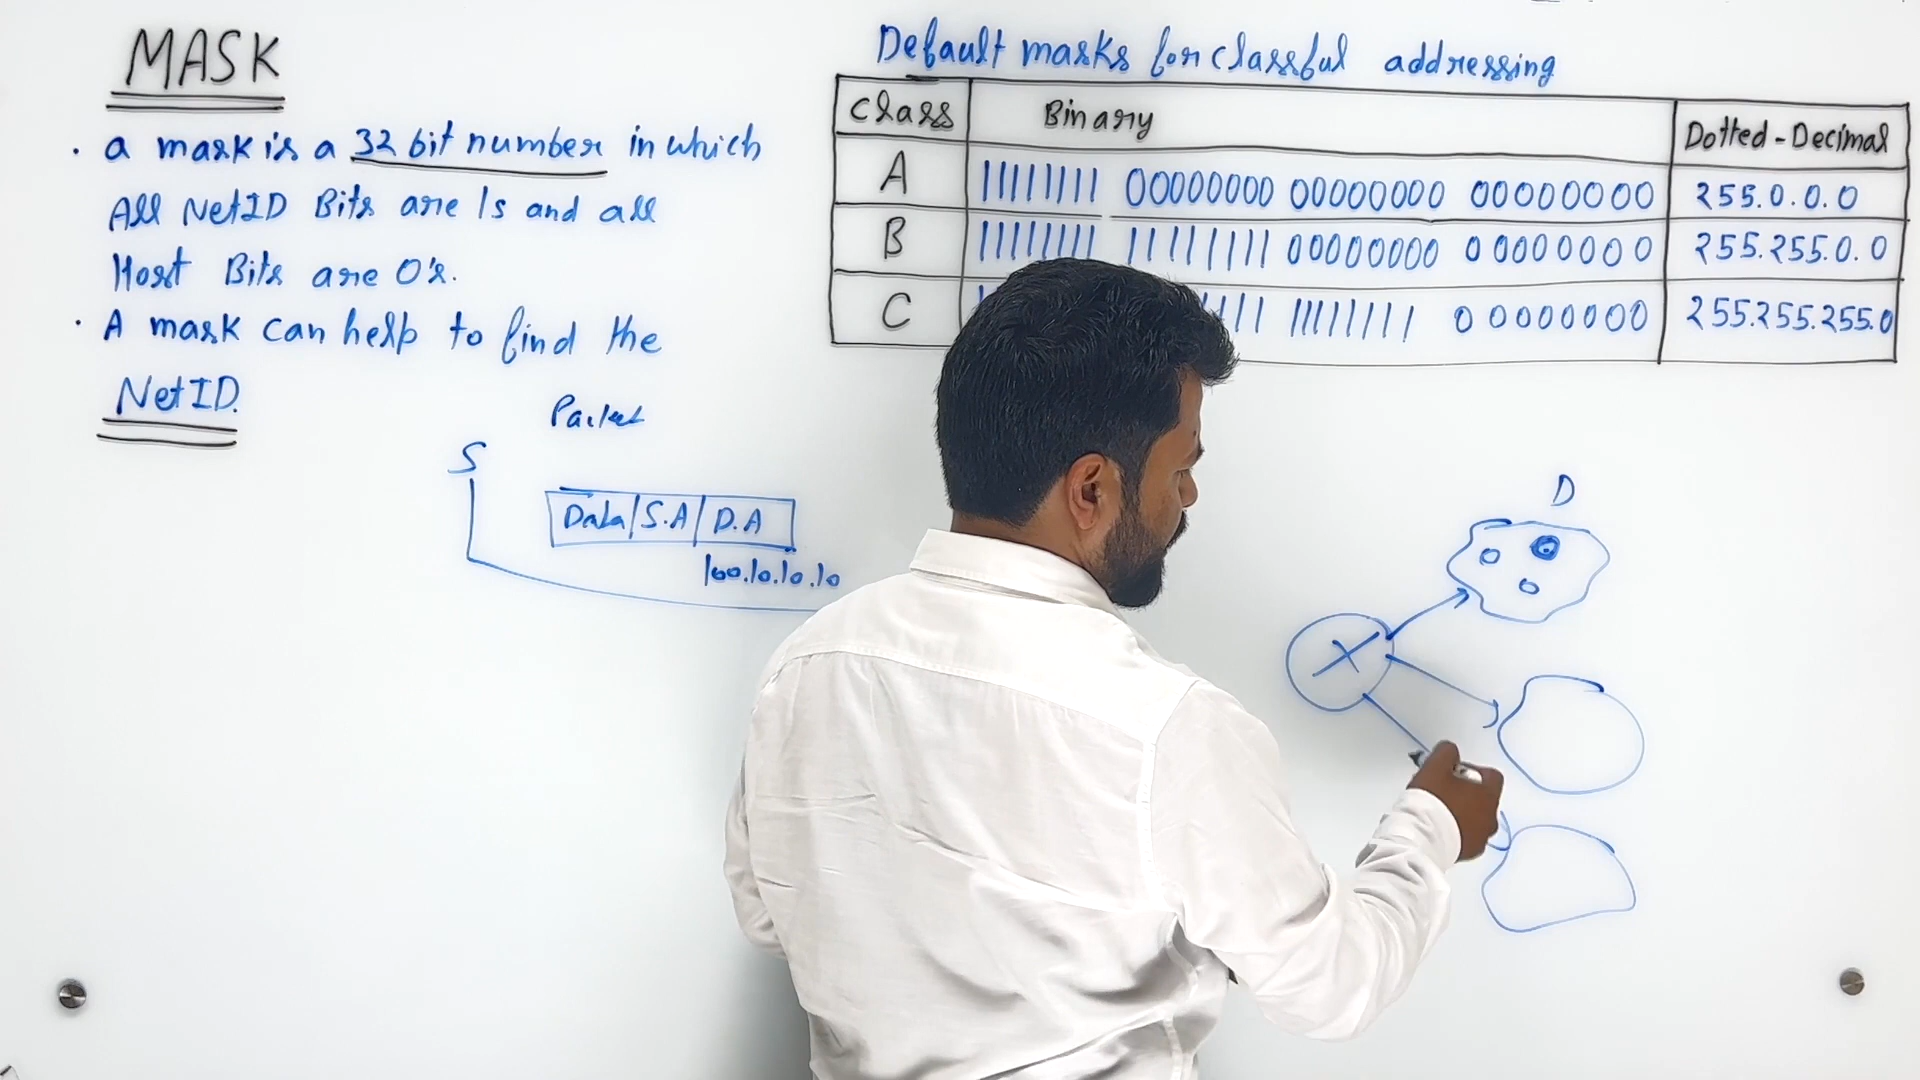 MASK
. a mask is a 32 bit number in which
All NetID Bits are 1s and all
Host Bits are 0's.
. A mask can help to find the
NetID.
Packet
S
Data S.A D.A
100.10.10.10
Default masks for classful addressing
Class Binary Dotted-Decimal
A 11111111 00000000 00000000 00000000 255.0.0.0
B 11111111 11111111 00000000 00000000 255.255.0.0
C 11111111 00000000 255.255.255.0
D
X